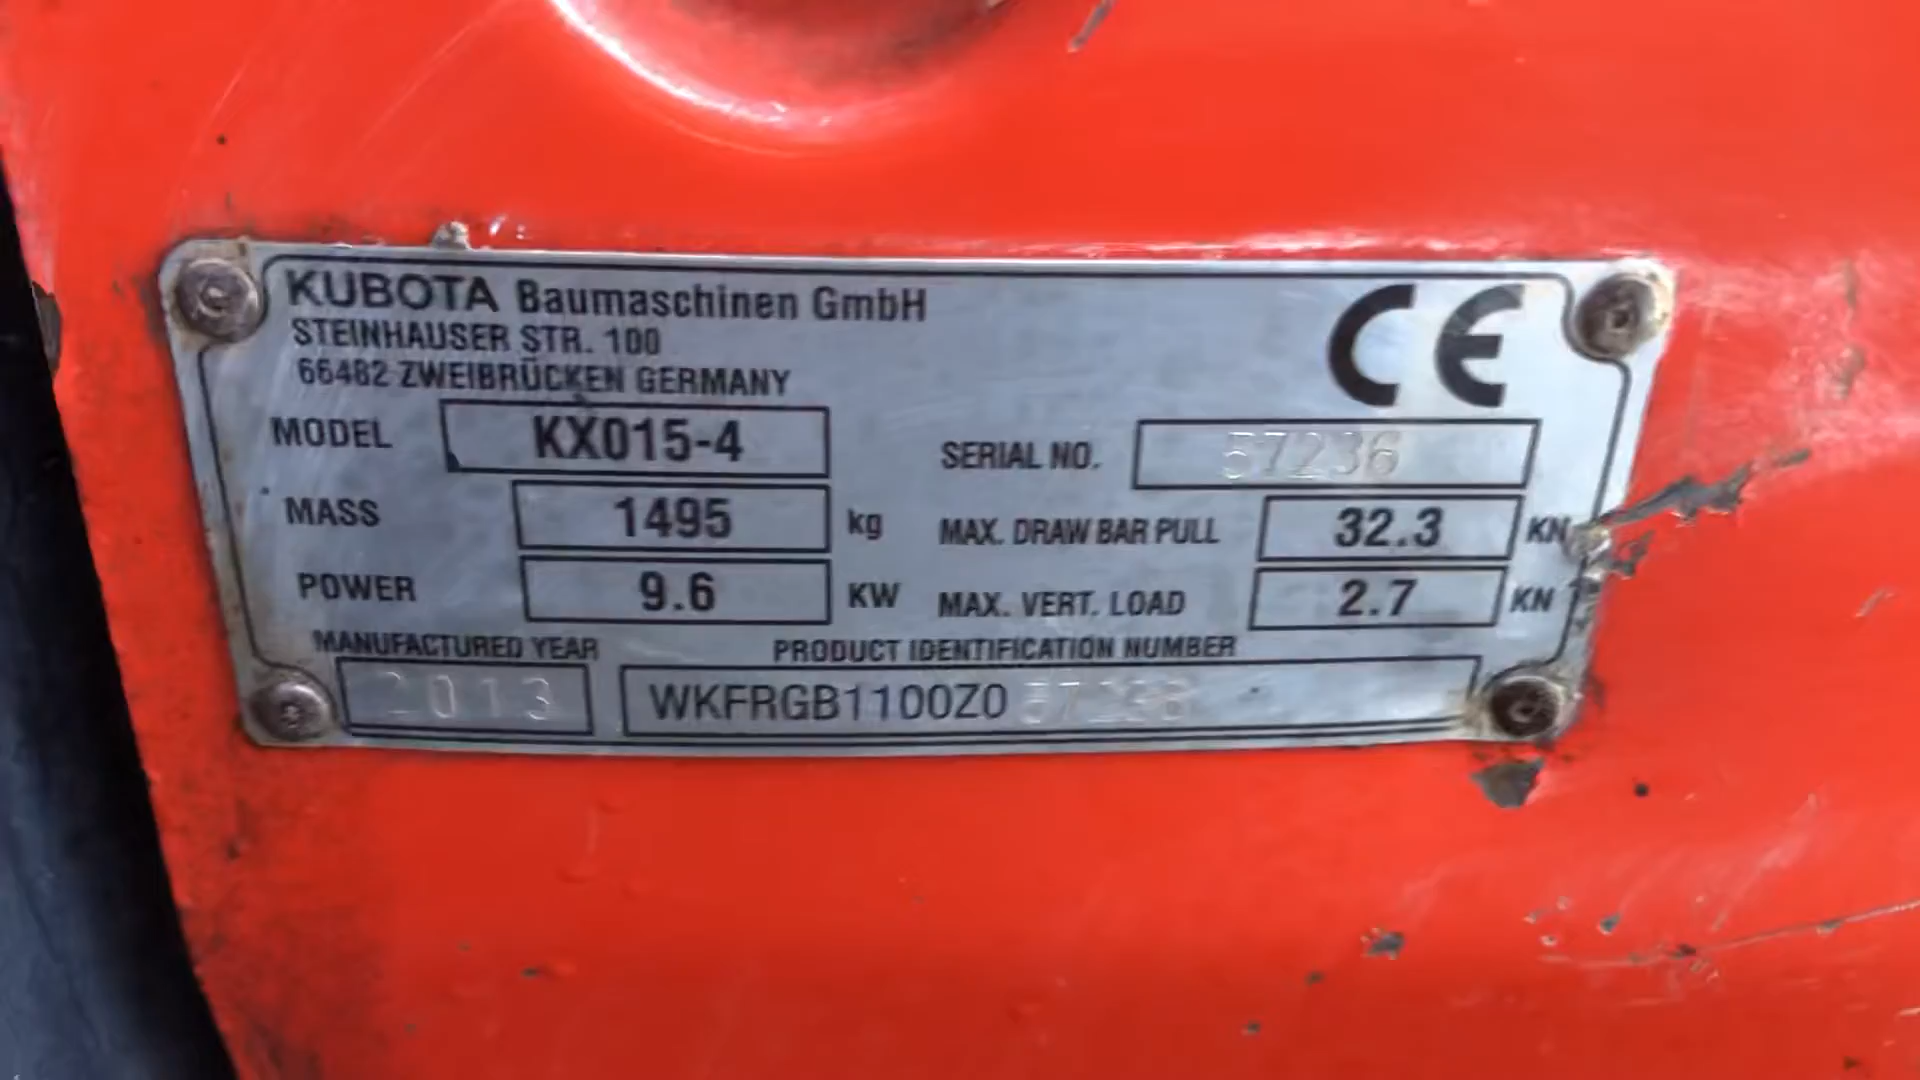 KUBOTA Baumaschinen GmbH
STEINHAUSER STR. 100
66482 ZWEIBRÜCKEN GERMANY
CE
MODEL KX015-4
SERIAL NO. 57236
MASS 1495 kg
MAX. DRAW BAR PULL 32.3 KN
POWER 9.6 KW
MAX. VERT. LOAD 2.7 KN
MANUFACTURED YEAR PRODUCT IDENTIFICATION NUMBER
2013 WKFRGB1100Z0 57236